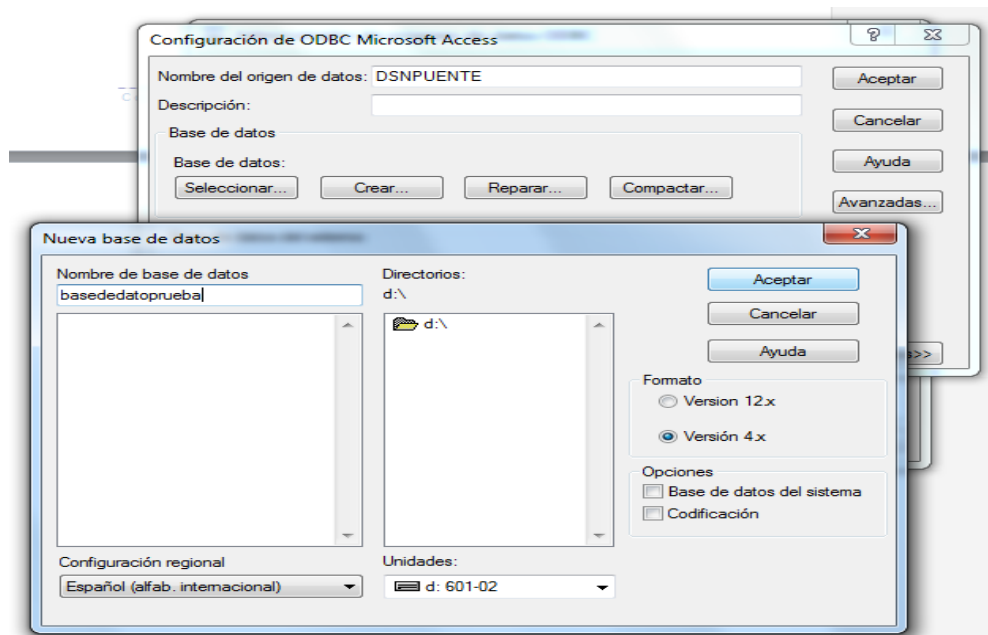 Configuración de ODBC Microsoft Access
Nombre del origen de datos: DSNPUENTE
Aceptar
Descripción:
Cancelar
Base de datos
Base de datos:
Ayuda
Seleccionar... Crear... Reparar... Compactar...
Avanzadas...
Nueva base de datos
Nombre de base de datos
basededatoprueba
Directorios:
d:\
d:\
Aceptar
Cancelar
Ayuda
>>
Formato
Version 12.x
Versión 4.x
Opciones
Base de datos del sistema
Codificación
Configuración regional
Español (alfab. internacional)
Unidades:
d: 601-02